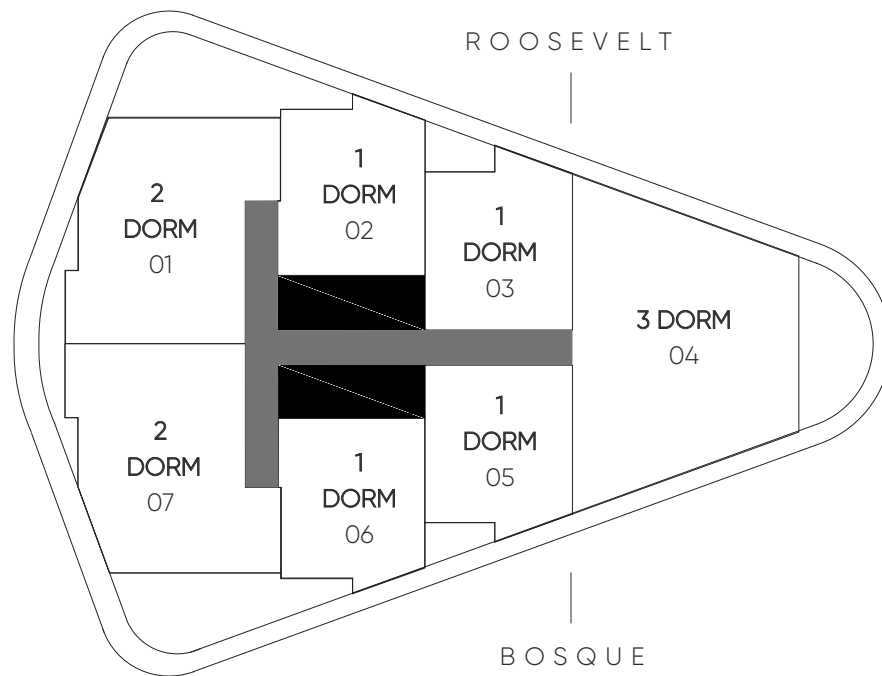 ROOSEVELT
1
DORM
02
2
DORM
01
1
DORM
03
3 DORM
04
1
DORM
05
2
DORM
07
1
DORM
06
BOSQUE